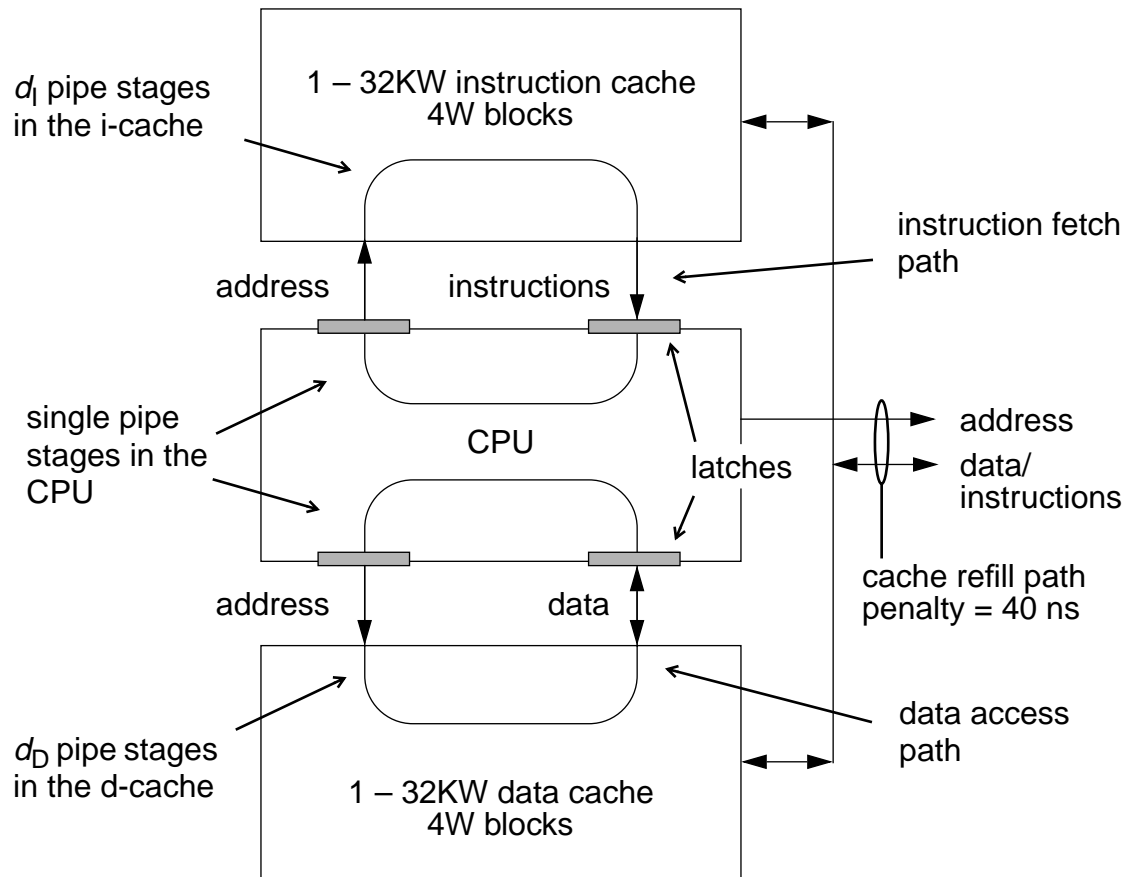 d_I pipe stages
in the i-cache
1 – 32KW instruction cache
4W blocks
instruction fetch
path
address
instructions
single pipe
stages in the
CPU
CPU
latches
address
data/
instructions
cache refill path
penalty = 40 ns
address
data
data access
path
d_D pipe stages
in the d-cache
1 – 32KW data cache
4W blocks